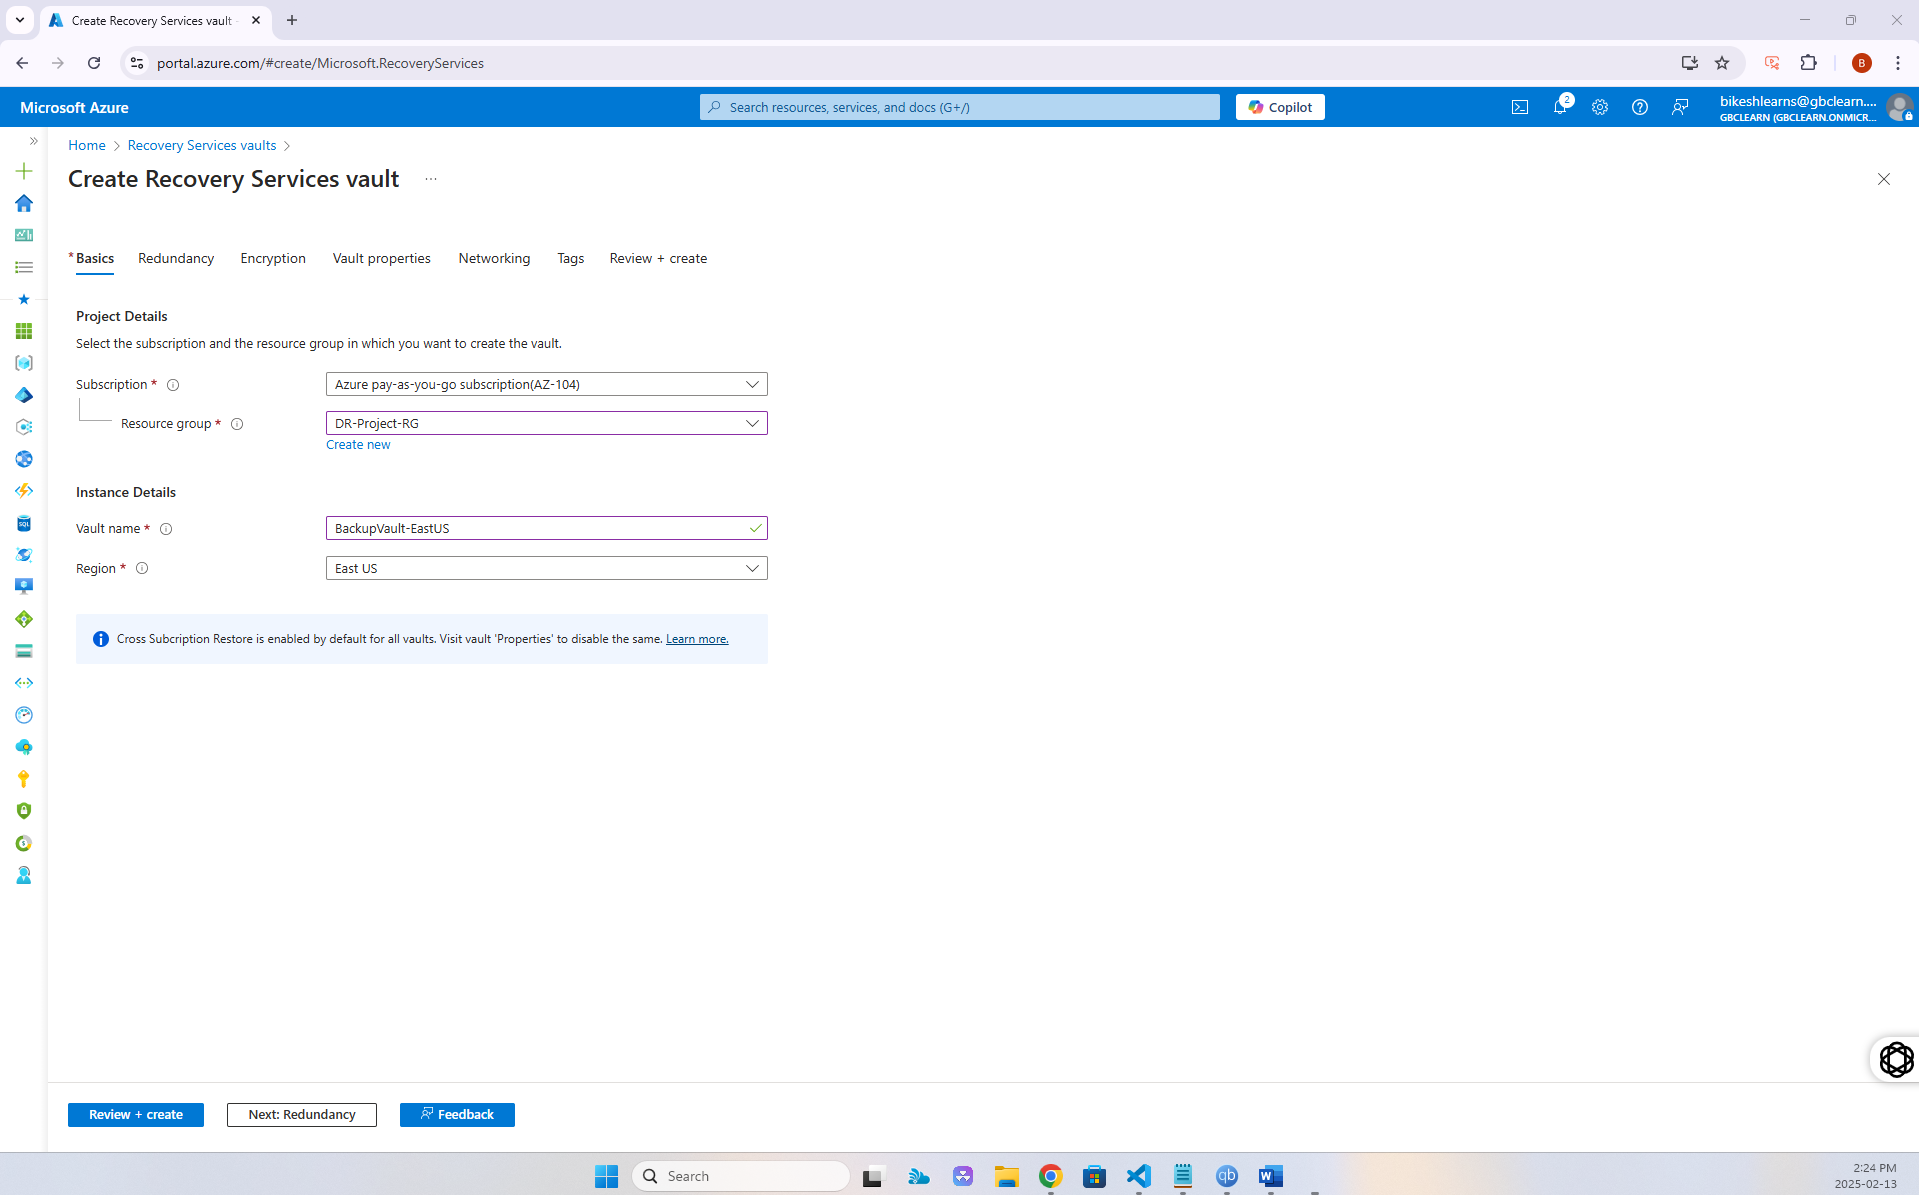 Create Recovery Services vault
portal.azure.com/#create/Microsoft.RecoveryServices
B
Microsoft Azure
Search resources, services, and docs (G+/)
Copilot
2
bikeshlearns@gbclearn....
GBCLEARN (GBCLEARN.ONMICR...
Home
Recovery Services vaults
Create Recovery Services vault
...
* Basics
Redundancy
Encryption
Vault properties
Networking
Tags
Review + create
Project Details
Select the subscription and the resource group in which you want to create the vault.
Subscription *
Azure pay-as-you-go subscription(AZ-104)
Resource group *
DR-Project-RG
Create new
Instance Details
Vault name *
BackupVault-EastUS
Region *
East US
Cross Subcription Restore is enabled by default for all vaults. Visit vault 'Properties' to disable the same. Learn more.
Review + create
Next: Redundancy
Feedback
Search
qb
W
2:24 PM
2025-02-13